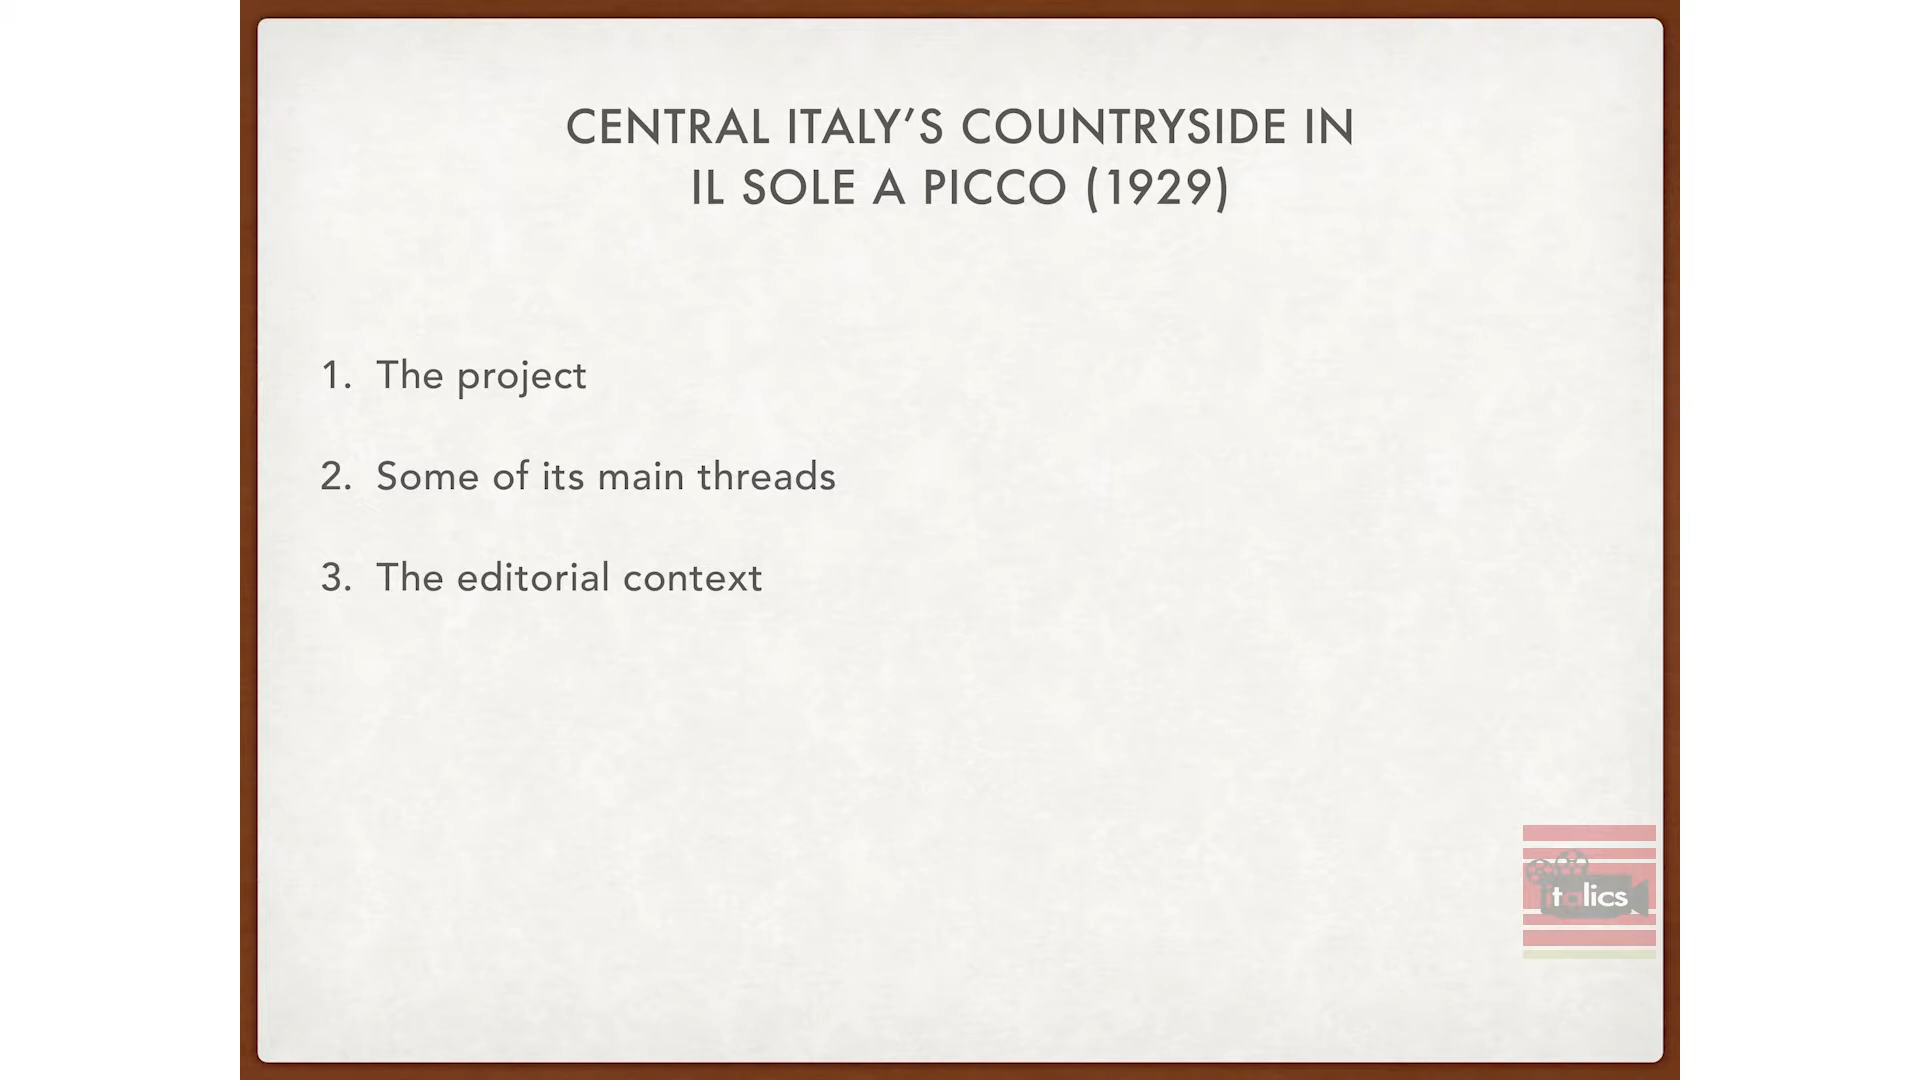 CENTRAL ITALY’S COUNTRYSIDE IN
IL SOLE A PICCO (1929)
1. The project
2. Some of its main threads
3. The editorial context
italics